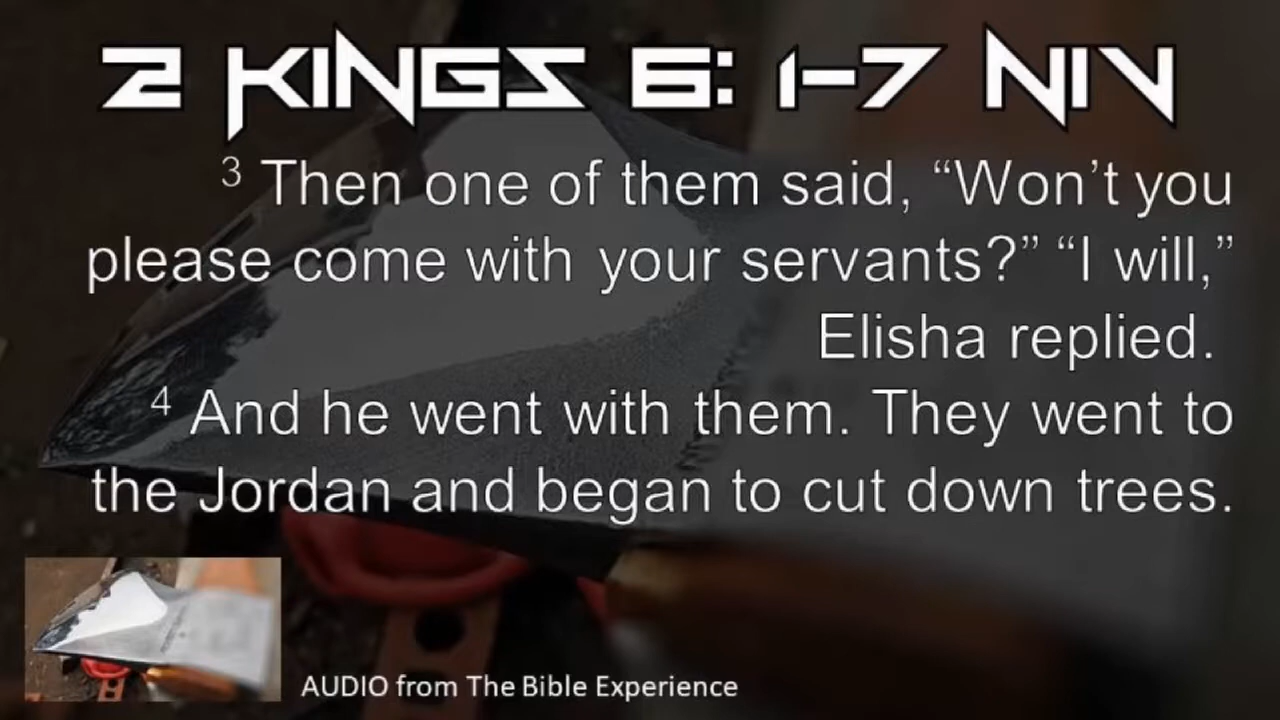 2 KINGS 6: 1-7 NIV
3 Then one of them said, “Won’t you
please come with your servants?” “I will,”
Elisha replied.
4 And he went with them. They went to
the Jordan and began to cut down trees.
AUDIO from The Bible Experience